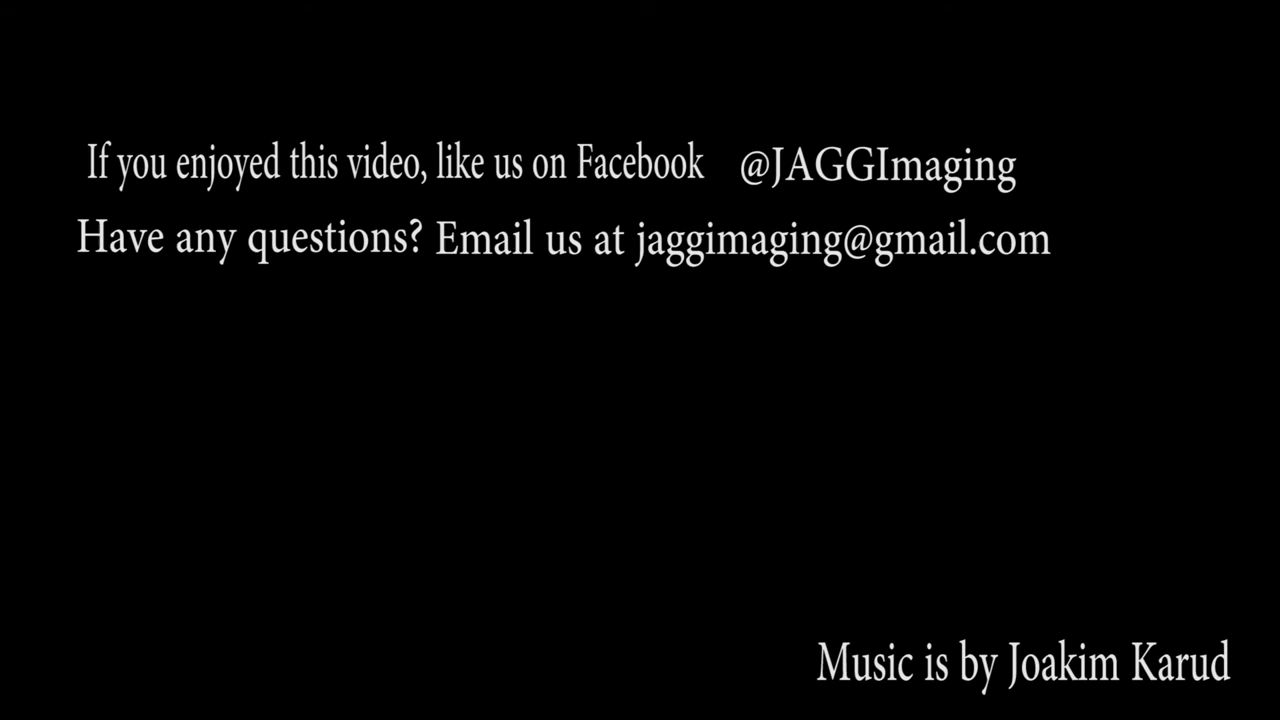 If you enjoyed this video, like us on Facebook @JAGGImaging
Have any questions? Email us at jaggimaging@gmail.com
Music is by Joakim Karud